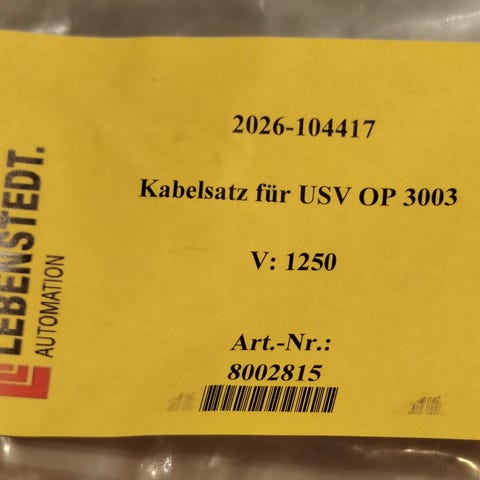 2026-104417
Kabelsatz für USV OP 3003
V: 1250
Art.-Nr.:
8002815
LEBENSTEDT.
AUTOMATION